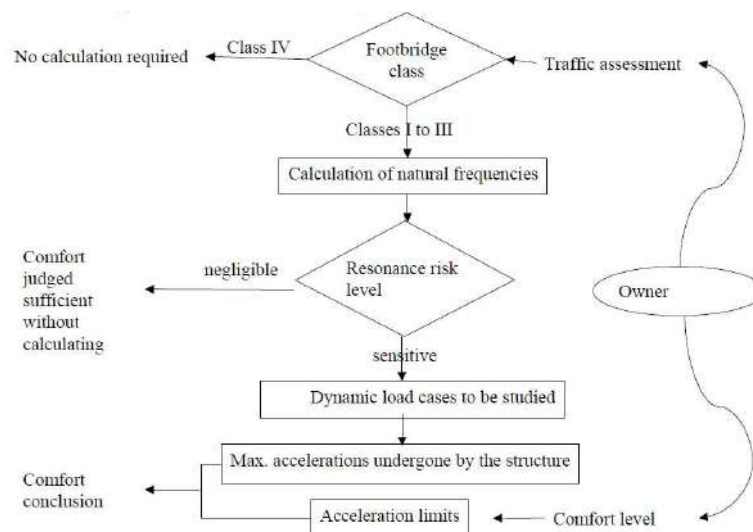 Class IV
No calculation required
Footbridge
class
Traffic assessment
Classes I to III
Calculation of natural frequencies
Comfort
judged
sufficient
without
calculating
negligible
Resonance risk
level
Owner
sensitive
Dynamic load cases to be studied
Max. accelerations undergone by the structure
Comfort
conclusion
Acceleration limits
Comfort level